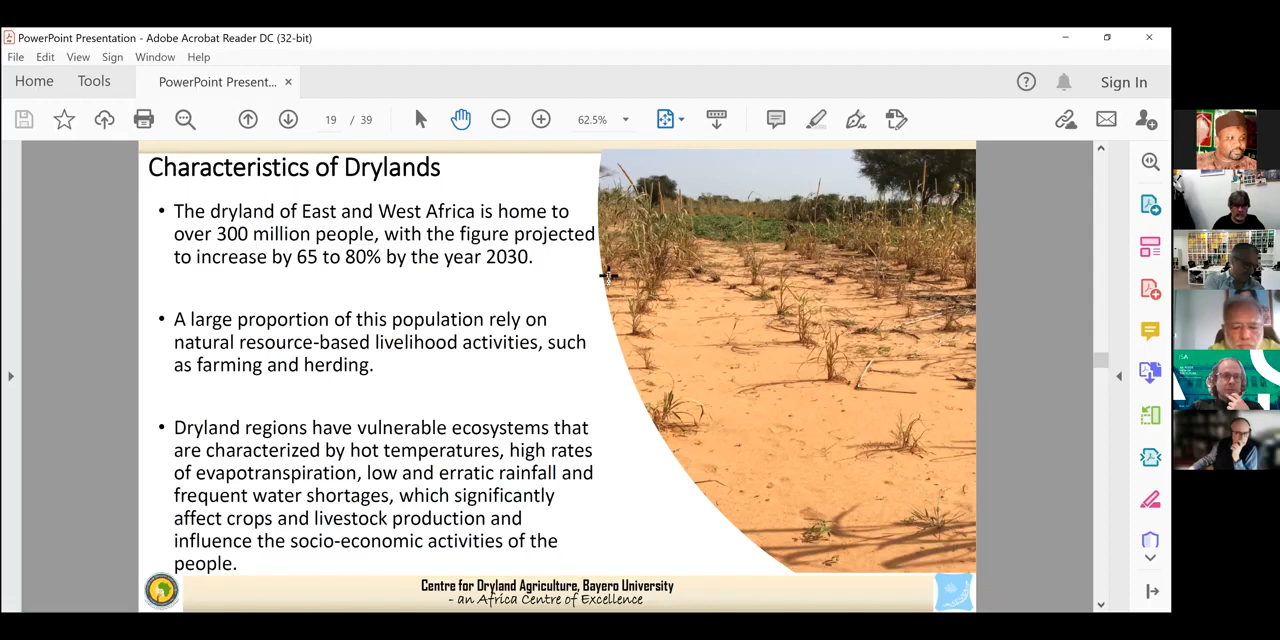 PowerPoint Presentation - Adobe Acrobat Reader DC (32-bit)
File Edit View Sign Window Help
Home Tools PowerPoint Present... Sign In
19 / 39 62.5%
Characteristics of Drylands
• The dryland of East and West Africa is home to
over 300 million people, with the figure projected
to increase by 65 to 80% by the year 2030.
• A large proportion of this population rely on
natural resource-based livelihood activities, such
as farming and herding.
• Dryland regions have vulnerable ecosystems that
are characterized by hot temperatures, high rates
of evapotranspiration, low and erratic rainfall and
frequent water shortages, which significantly
affect crops and livestock production and
influence the socio-economic activities of the
people.
Centre for Dryland Agriculture, Bayero University
- an Africa Centre of Excellence